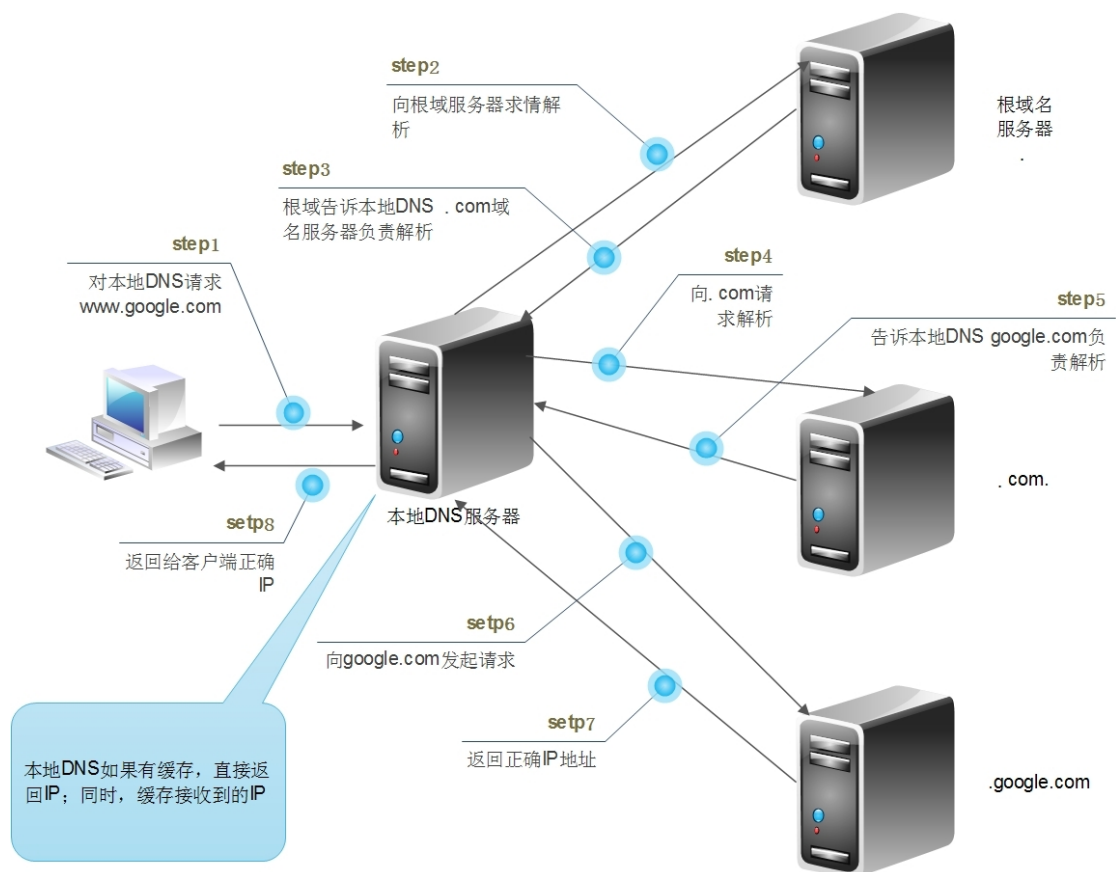 step2
向根域服务器求情解
析
根域名
服务器
.
step3
根域告诉本地DNS .com域
名服务器负责解析
step1
对本地DNS请求
www.google.com
step4
向.com请
求解析
step5
告诉本地DNS google.com负
责解析
.com.
本地DNS服务器
setp8
返回给客户端正确
IP
setp6
向google.com发起请求
setp7
返回正确IP地址
本地DNS如果有缓存，直接返
回IP；同时，缓存接收到的IP
.google.com